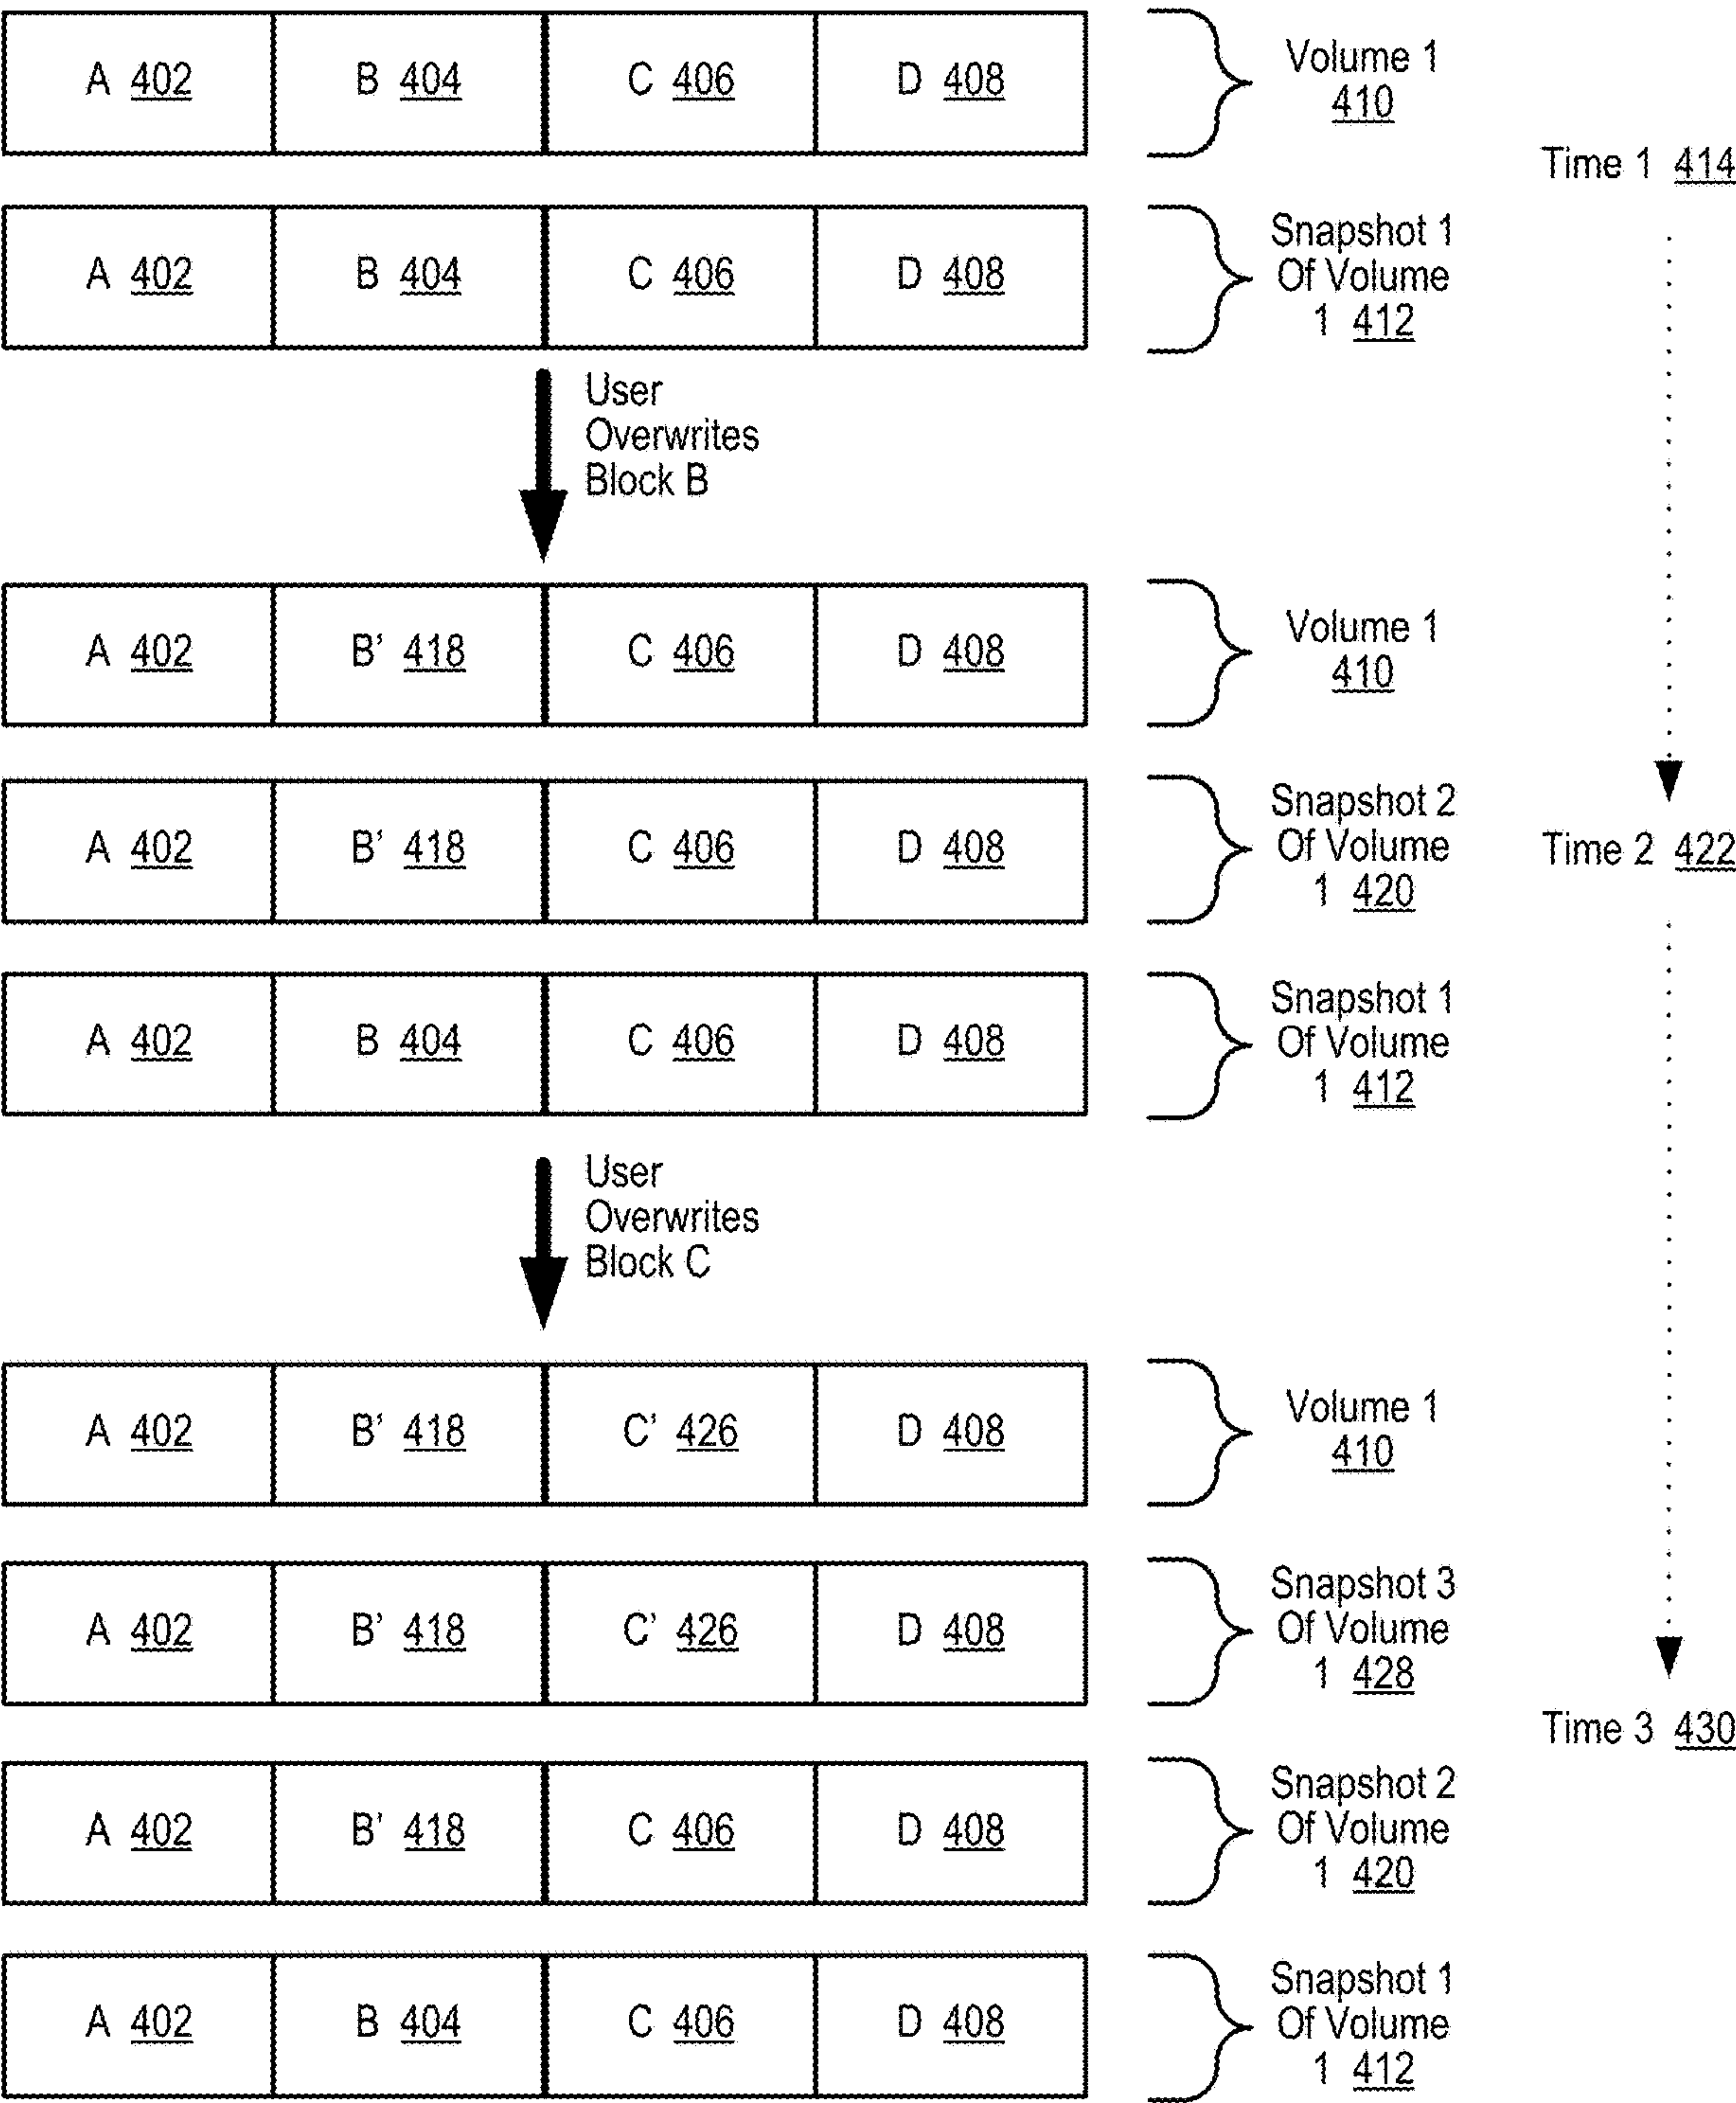 A 402 B 404 C 406 D 408
Volume 1
410
Time 1 414
A 402 B 404 C 406 D 408
Snapshot 1
Of Volume
1 412
User
Overwrites
Block B
A 402 B' 418 C 406 D 408
Volume 1
410
A 402 B' 418 C 406 D 408
Snapshot 2
Of Volume
1 420
Time 2 422
A 402 B 404 C 406 D 408
Snapshot 1
Of Volume
1 412
User
Overwrites
Block C
A 402 B' 418 C' 426 D 408
Volume 1
410
A 402 B' 418 C' 426 D 408
Snapshot 3
Of Volume
1 428
Time 3 430
A 402 B' 418 C 406 D 408
Snapshot 2
Of Volume
1 420
A 402 B 404 C 406 D 408
Snapshot 1
Of Volume
1 412